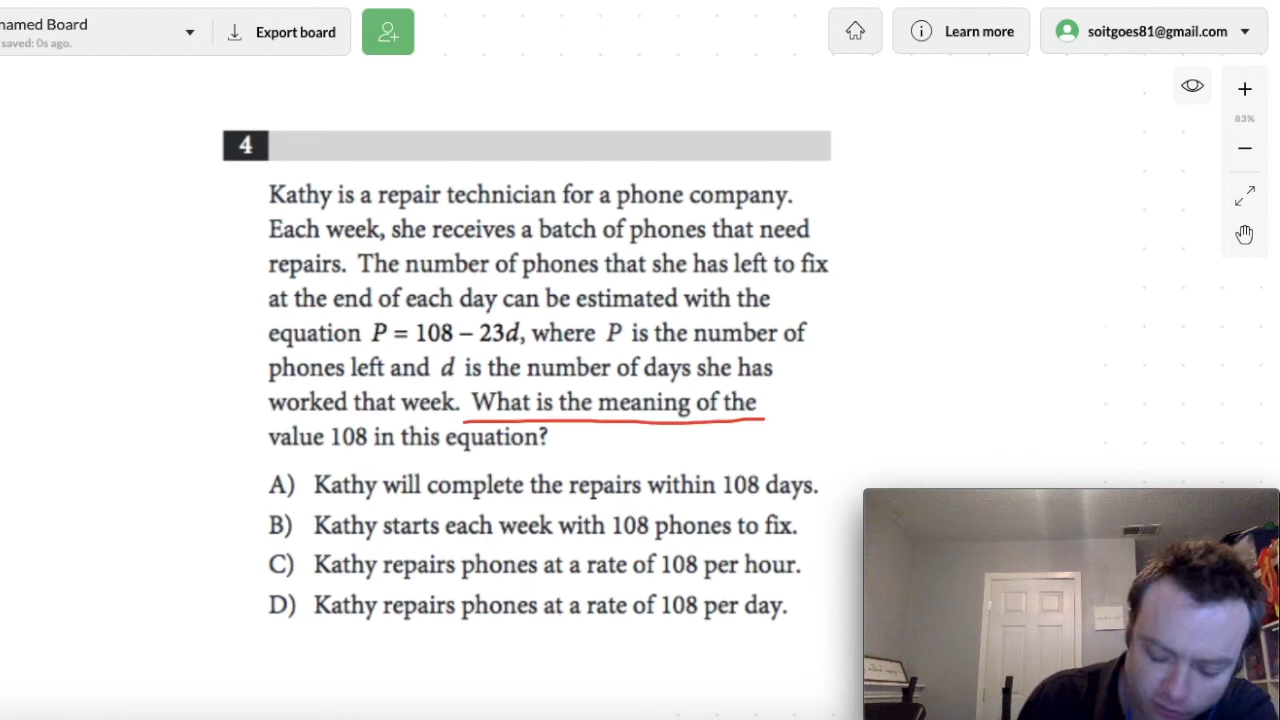 named Board
saved: 0s ago.
Export board
Learn more
soitgoes81@gmail.com
83%
4
Kathy is a repair technician for a phone company.
Each week, she receives a batch of phones that need
repairs. The number of phones that she has left to fix
at the end of each day can be estimated with the
equation P = 108 – 23d, where P is the number of
phones left and d is the number of days she has
worked that week. What is the meaning of the
value 108 in this equation?
A) Kathy will complete the repairs within 108 days.
B) Kathy starts each week with 108 phones to fix.
C) Kathy repairs phones at a rate of 108 per hour.
D) Kathy repairs phones at a rate of 108 per day.